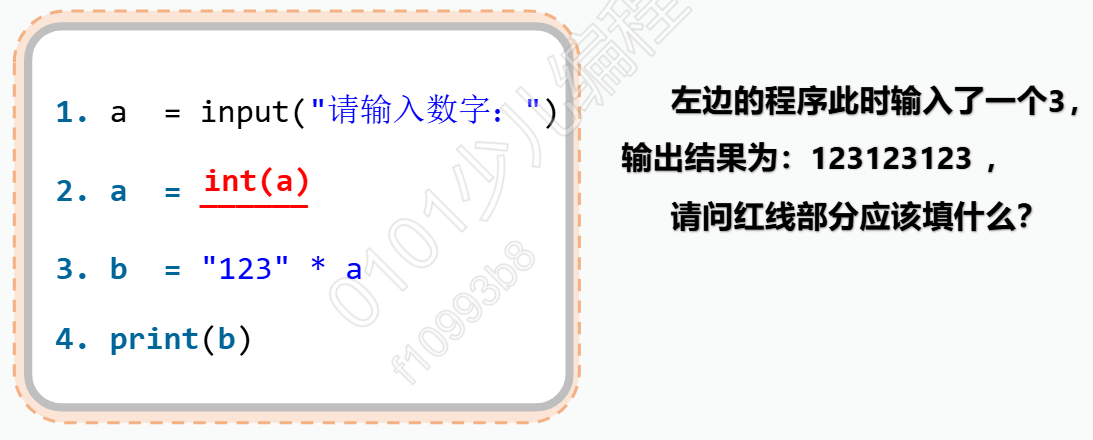 1. a = input("请输入数字：")
2. a = int(a)
3. b = "123" * a
4. print(b)
左边的程序此时输入了一个3，
输出结果为：123123123 ，
请问红线部分应该填什么？
0101少儿编程
f10993b8